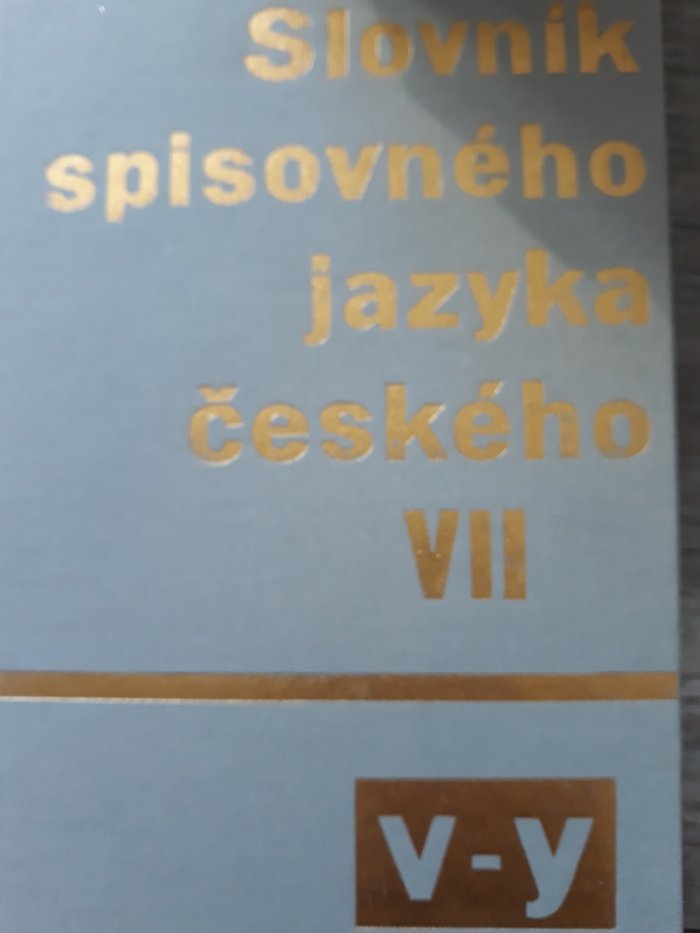 Slovník
spisovného
jazyka
českého
VII
v-y